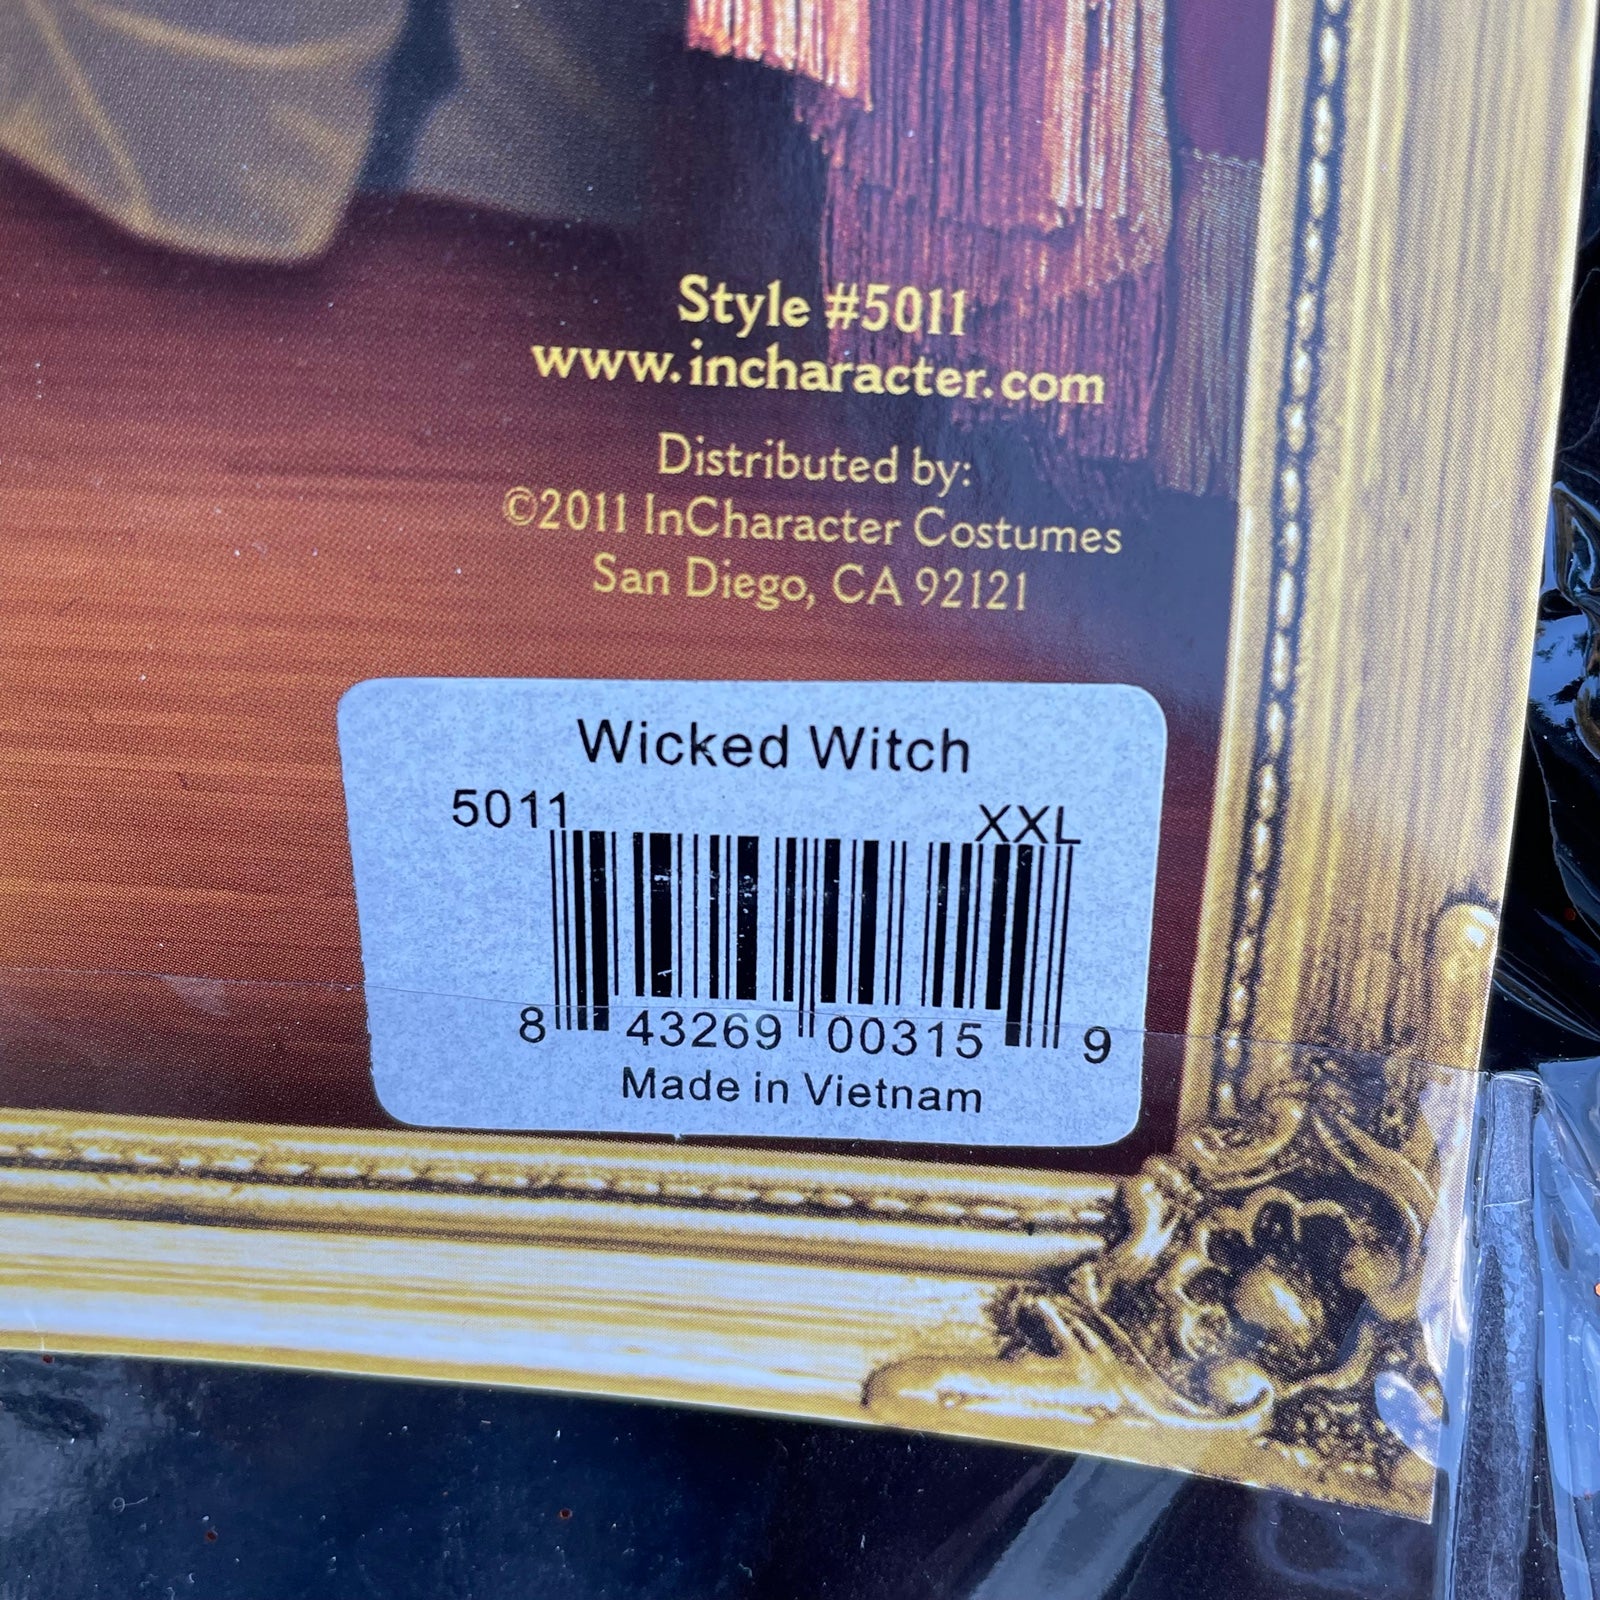 Style #5011
www.incharacter.com
Distributed by:
©2011 InCharacter Costumes
San Diego, CA 92121
Wicked Witch
5011 XXL
8 43269 00315 9
Made in Vietnam